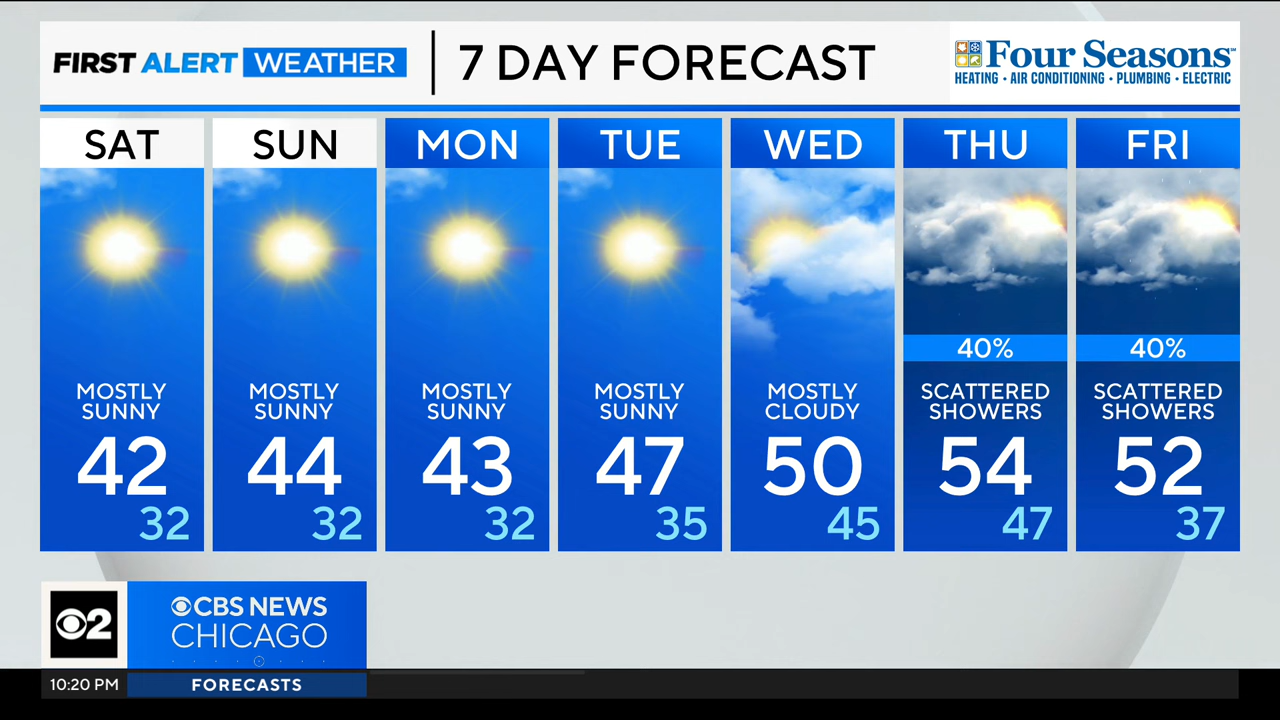 FIRST ALERT WEATHER
7 DAY FORECAST
Four Seasons
HEATING • AIR CONDITIONING • PLUMBING • ELECTRIC
SAT SUN MON TUE WED THU FRI
40% 40%
MOSTLY MOSTLY MOSTLY MOSTLY MOSTLY SCATTERED SCATTERED
SUNNY SUNNY SUNNY SUNNY CLOUDY SHOWERS SHOWERS
42 44 43 47 50 54 52
32 32 32 35 45 47 37
2
CBS NEWS
CHICAGO
10:20 PM FORECASTS